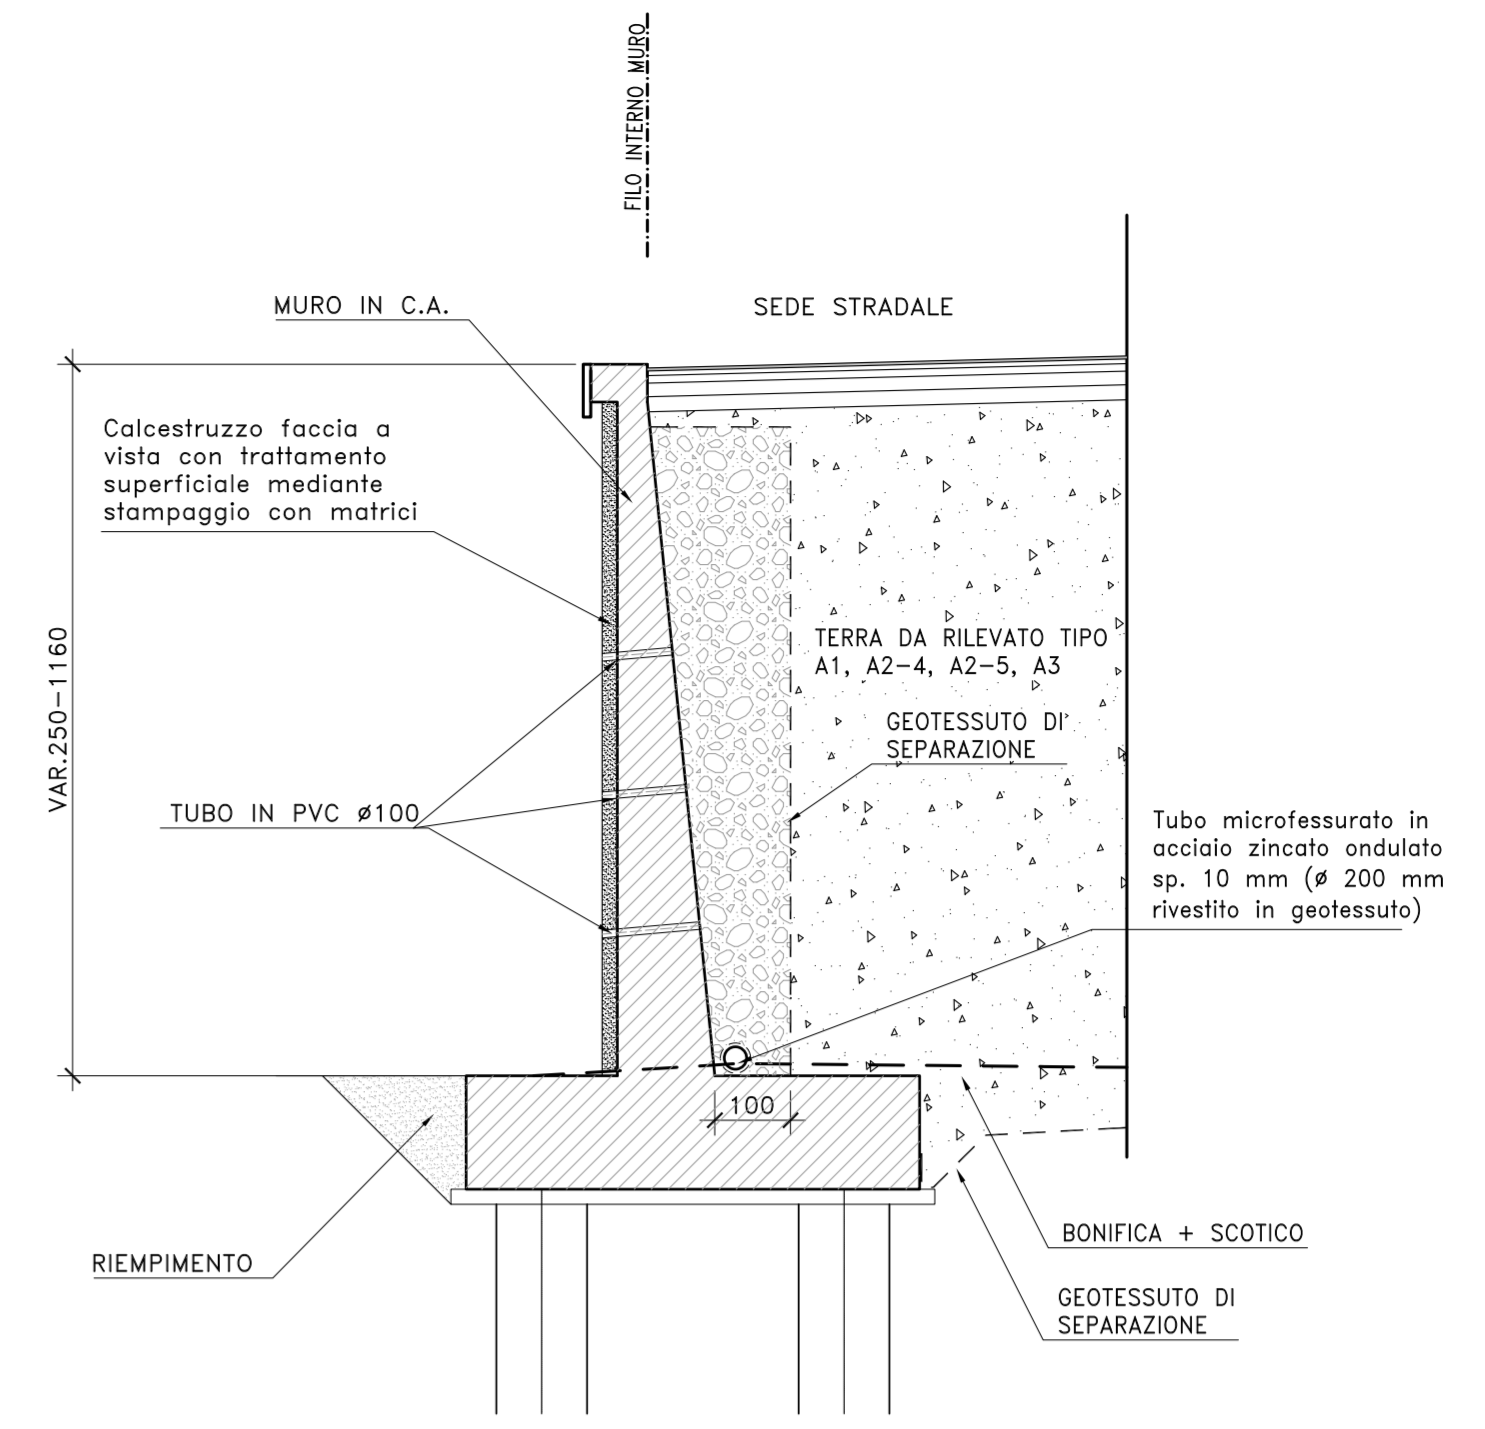 FILO INTERNO MURO
MURO IN C.A.
SEDE STRADALE
Calcestruzzo faccia a
vista con trattamento
superficiale mediante
stampaggio con matrici
VAR.250-1160
TERRA DA RILEVATO TIPO
A1, A2-4, A2-5, A3
GEOTESSUTO DI
SEPARAZIONE
TUBO IN PVC ø100
Tubo microfessurato in
acciaio zincato ondulato
sp. 10 mm (ø 200 mm
rivestito in geotessuto)
100
BONIFICA + SCOTICO
RIEMPIMENTO
GEOTESSUTO DI
SEPARAZIONE